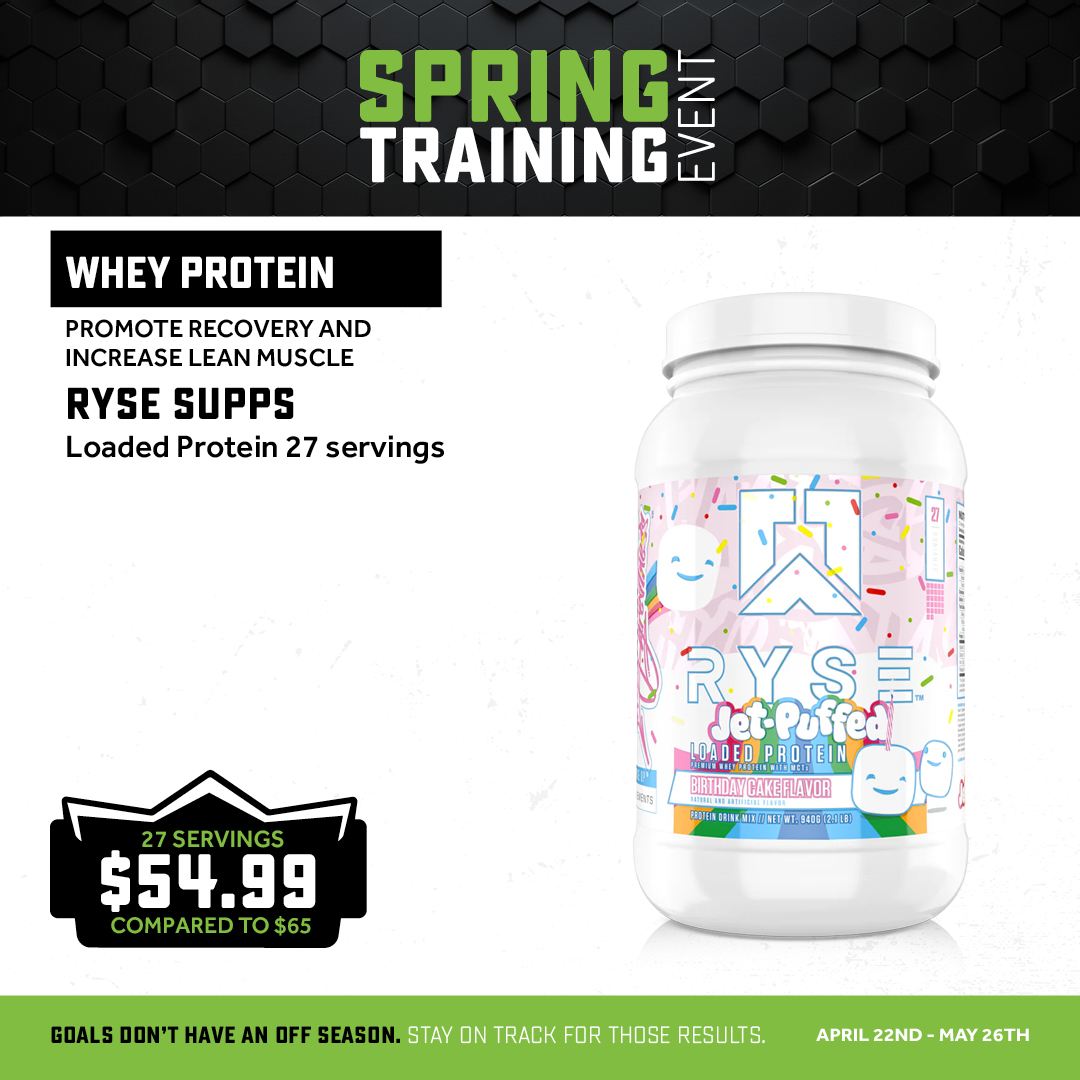 SPRING
TRAINING
EVENT
WHEY PROTEIN
PROMOTE RECOVERY AND
INCREASE LEAN MUSCLE
RYSE SUPPS
Loaded Protein 27 servings
27
RYSE™
Jet-Puffed
LOADED PROTEIN
PREMIUM WHEY PROTEIN WITH MCTs
BIRTHDAY CAKE FLAVOR
NATURAL AND ARTIFICIAL FLAVOR
PROTEIN DRINK MIX // NET WT. 940G (2.1 LB)
27 SERVINGS
$54.99
COMPARED TO $65
GOALS DON'T HAVE AN OFF SEASON. STAY ON TRACK FOR THOSE RESULTS.
APRIL 22ND - MAY 26TH